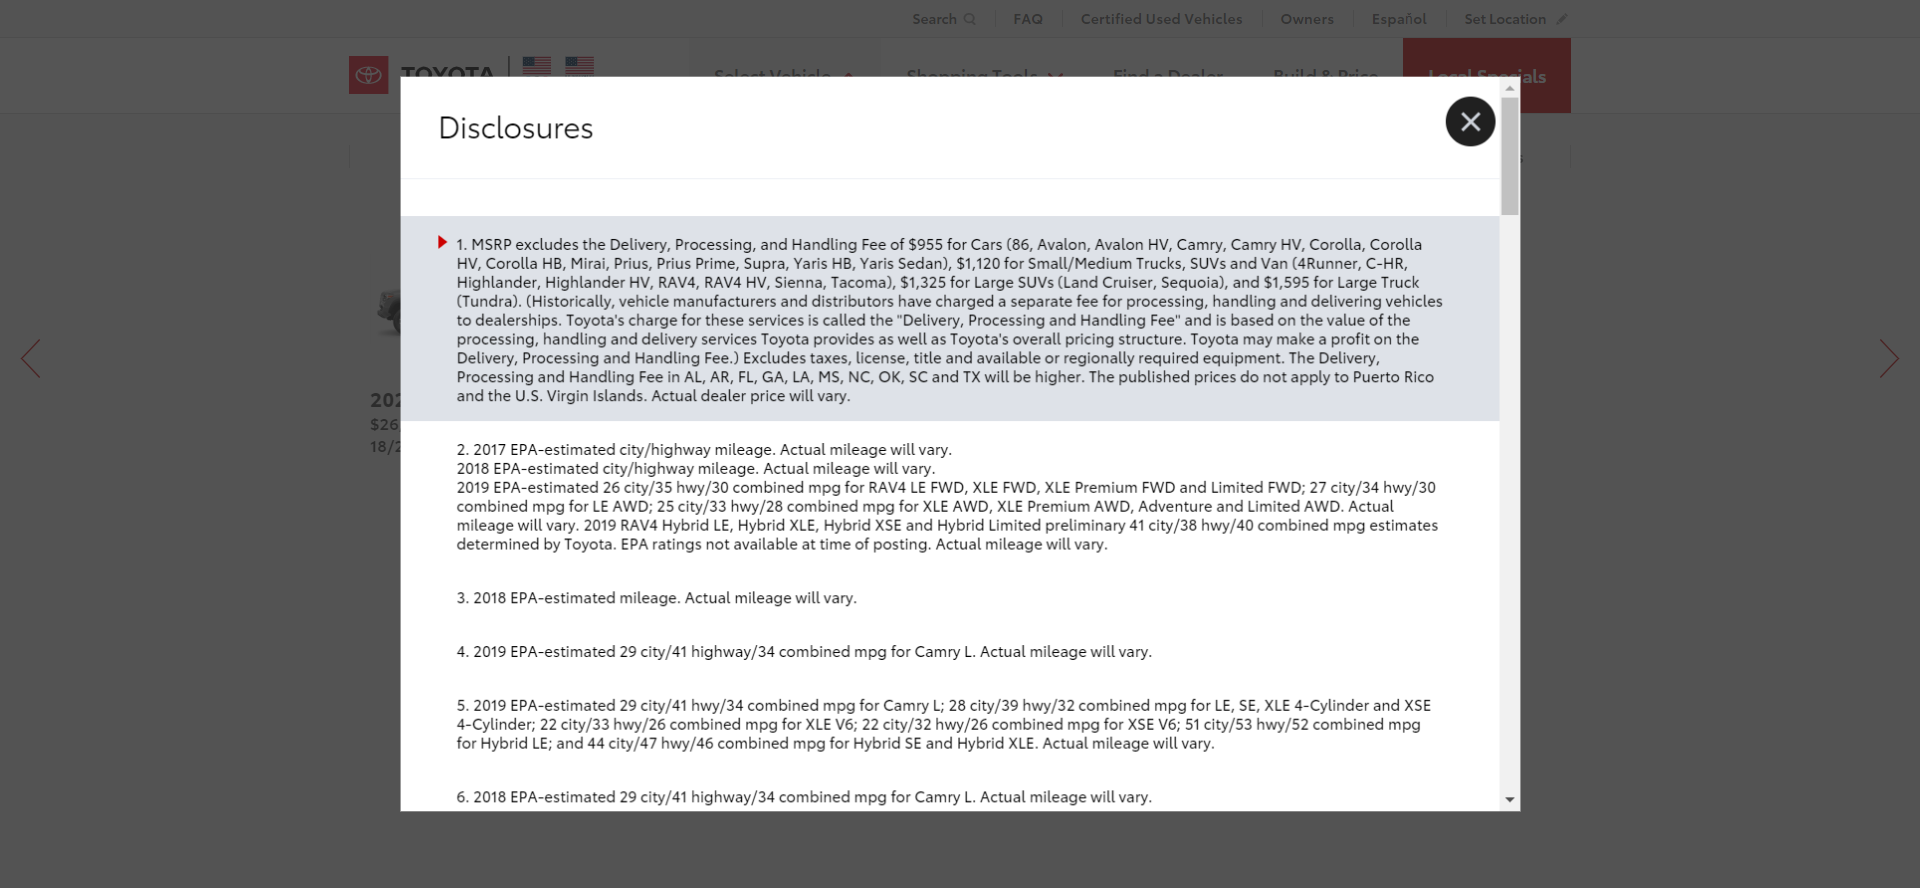 Search
FAQ
Certified Used Vehicles
Owners
Español
Set Location
TOYOTA
Select Vehicle
Shopping Tools
Find a Dealer
Build & Price
Local Specials
Disclosures
1. MSRP excludes the Delivery, Processing, and Handling Fee of $955 for Cars (86, Avalon, Avalon HV, Camry, Camry HV, Corolla, Corolla
HV, Corolla HB, Mirai, Prius, Prius Prime, Supra, Yaris HB, Yaris Sedan), $1,120 for Small/Medium Trucks, SUVs and Van (4Runner, C-HR,
Highlander, Highlander HV, RAV4, RAV4 HV, Sienna, Tacoma), $1,325 for Large SUVs (Land Cruiser, Sequoia), and $1,595 for Large Truck
(Tundra). (Historically, vehicle manufacturers and distributors have charged a separate fee for processing, handling and delivering vehicles
to dealerships. Toyota's charge for these services is called the "Delivery, Processing and Handling Fee" and is based on the value of the
processing, handling and delivery services Toyota provides as well as Toyota's overall pricing structure. Toyota may make a profit on the
Delivery, Processing and Handling Fee.) Excludes taxes, license, title and available or regionally required equipment. The Delivery,
Processing and Handling Fee in AL, AR, FL, GA, LA, MS, NC, OK, SC and TX will be higher. The published prices do not apply to Puerto Rico
and the U.S. Virgin Islands. Actual dealer price will vary.
2. 2017 EPA-estimated city/highway mileage. Actual mileage will vary.
2018 EPA-estimated city/highway mileage. Actual mileage will vary.
2019 EPA-estimated 26 city/35 hwy/30 combined mpg for RAV4 LE FWD, XLE FWD, XLE Premium FWD and Limited FWD; 27 city/34 hwy/30
combined mpg for LE AWD; 25 city/33 hwy/28 combined mpg for XLE AWD, XLE Premium AWD, Adventure and Limited AWD. Actual
mileage will vary. 2019 RAV4 Hybrid LE, Hybrid XLE, Hybrid XSE and Hybrid Limited preliminary 41 city/38 hwy/40 combined mpg estimates
determined by Toyota. EPA ratings not available at time of posting. Actual mileage will vary.
3. 2018 EPA-estimated mileage. Actual mileage will vary.
4. 2019 EPA-estimated 29 city/41 highway/34 combined mpg for Camry L. Actual mileage will vary.
5. 2019 EPA-estimated 29 city/41 hwy/34 combined mpg for Camry L; 28 city/39 hwy/32 combined mpg for LE, SE, XLE 4-Cylinder and XSE
4-Cylinder; 22 city/33 hwy/26 combined mpg for XLE V6; 22 city/32 hwy/26 combined mpg for XSE V6; 51 city/53 hwy/52 combined mpg
for Hybrid LE; and 44 city/47 hwy/46 combined mpg for Hybrid SE and Hybrid XLE. Actual mileage will vary.
6. 2018 EPA-estimated 29 city/41 highway/34 combined mpg for Camry L. Actual mileage will vary.